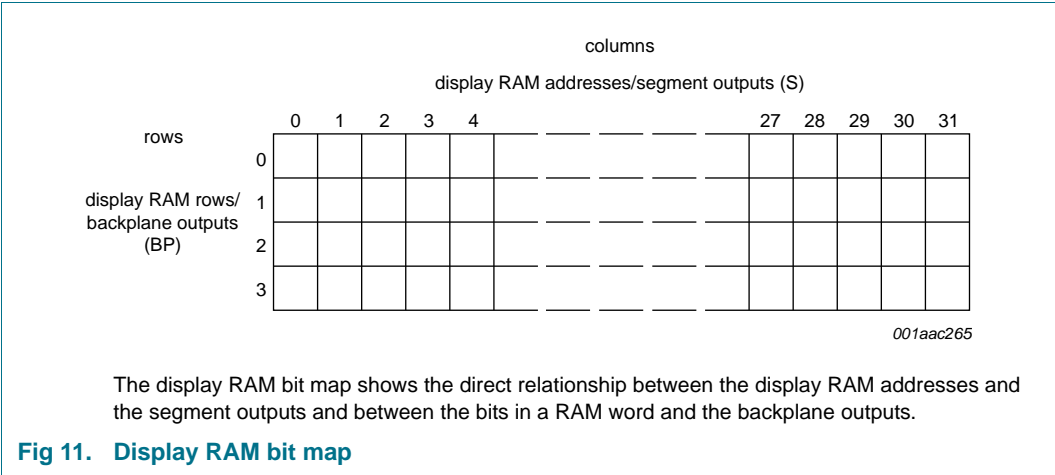 columns
display RAM addresses/segment outputs (S)
0 1 2 3 4 27 28 29 30 31
rows
0
display RAM rows/
backplane outputs
(BP)
1
2
3
001aac265
The display RAM bit map shows the direct relationship between the display RAM addresses and
the segment outputs and between the bits in a RAM word and the backplane outputs.
Fig 11. Display RAM bit map